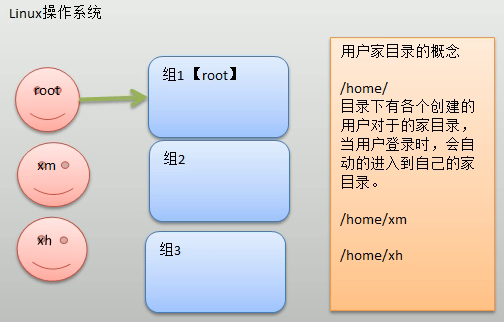 Linux操作系统
root
xm
xh
组1【root】
组2
组3
用户家目录的概念
/home/
目录下有各个创建的
用户对于的家目录，
当用户登录时，会自
动的进入到自己的家
目录。
/home/xm
/home/xh